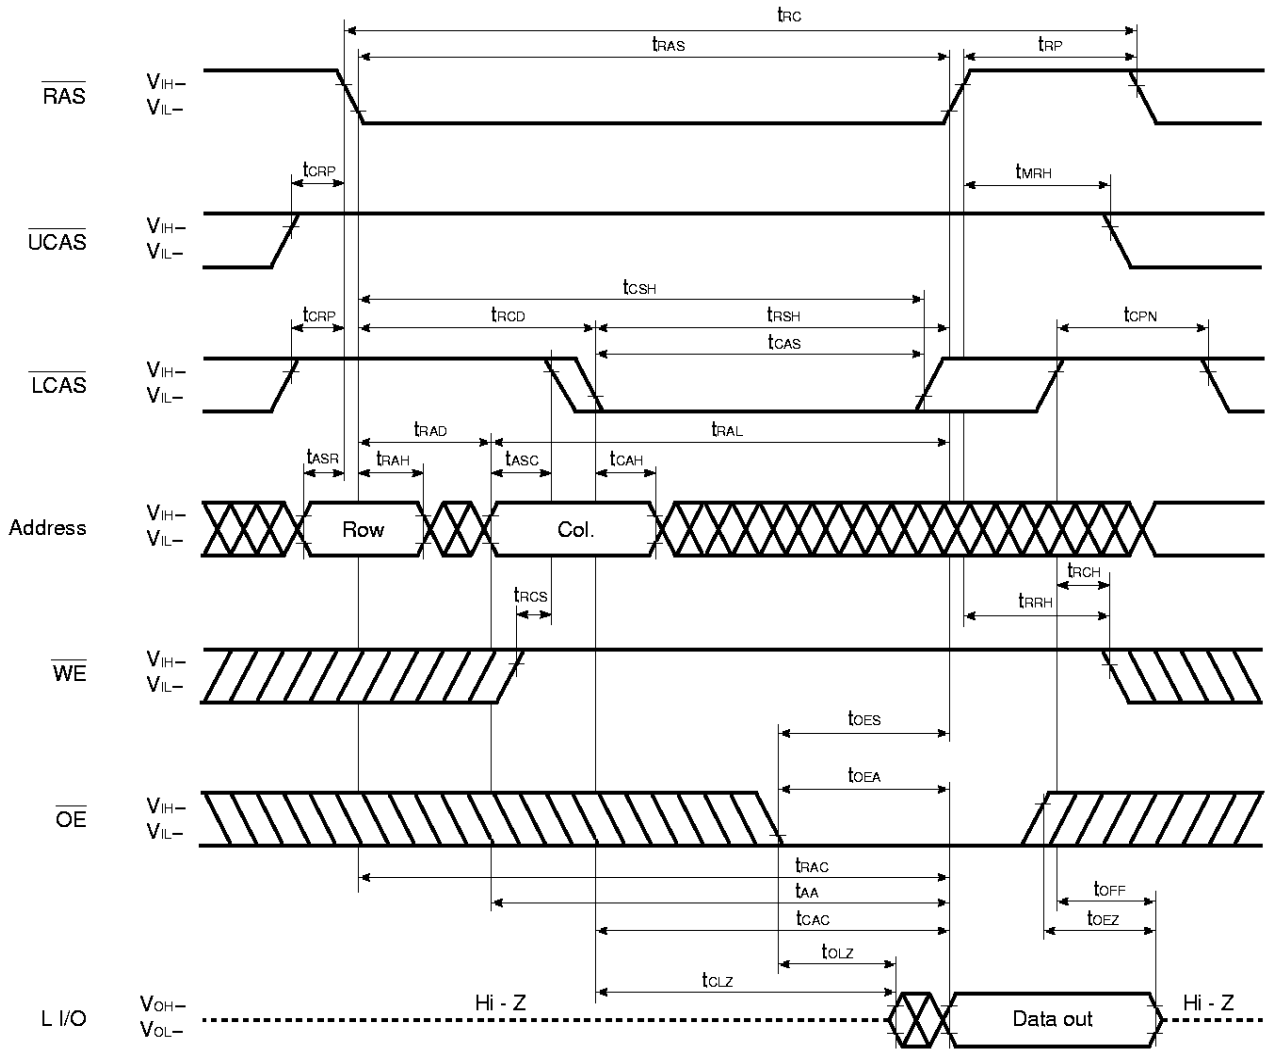 tRC
tRAS
tRP
RAS
VIH–
VIL–
tCRP
tMRH
UCAS
VIH–
VIL–
tCSH
tCRP
tRCD
tRSH
tCPN
tCAS
LCAS
VIH–
VIL–
tRAD
tRAL
tASR
tRAH
tASC
tCAH
Address
VIH–
VIL–
Row
Col.
tRCH
tRCS
tRRH
WE
VIH–
VIL–
tOES
tOEA
OE
VIH–
VIL–
tRAC
tAA
tOFF
tCAC
tOEZ
tOLZ
tCLZ
L I/O
VOH–
VOL–
Hi - Z
Data out
Hi - Z